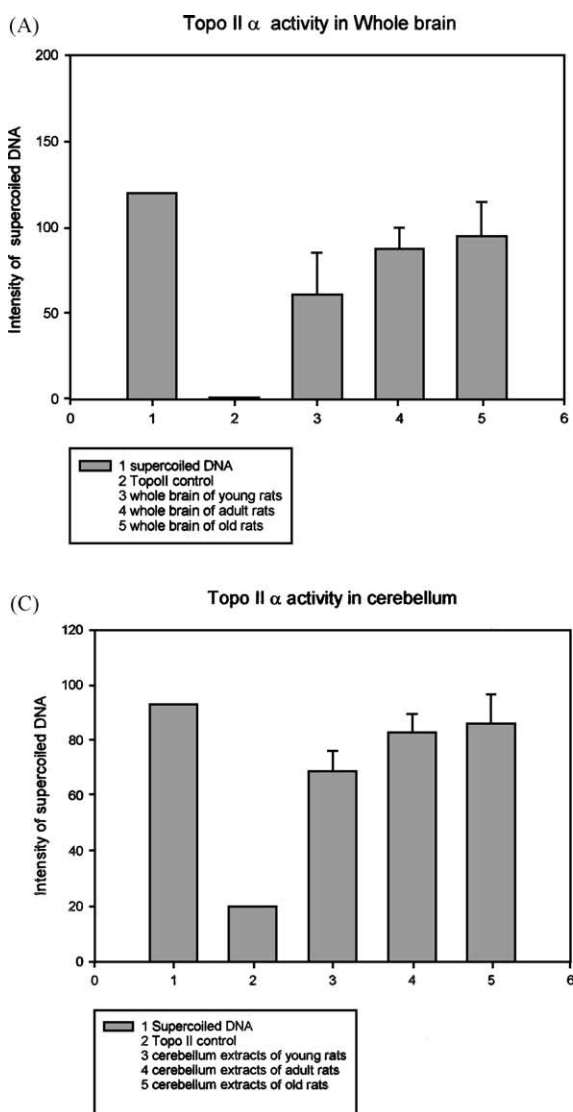 (A)
Topo II α activity in Whole brain
200
150
100
50
0
Intensity of supercoiled DNA
0 1 2 3 4 5 6
1 supercoiled DNA
2 TopoII control
3 whole brain of young rats
4 whole brain of adult rats
5 whole brain of old rats
(C)
Topo II α activity in cerebellum
120
100
80
60
40
20
0
Intensity of supercoiled DNA
0 1 2 3 4 5 6
1 Supercoiled DNA
2 Topo II control
3 cerebellum extracts of young rats
4 cerebellum extracts of adult rats
5 cerebellum extracts of old rats